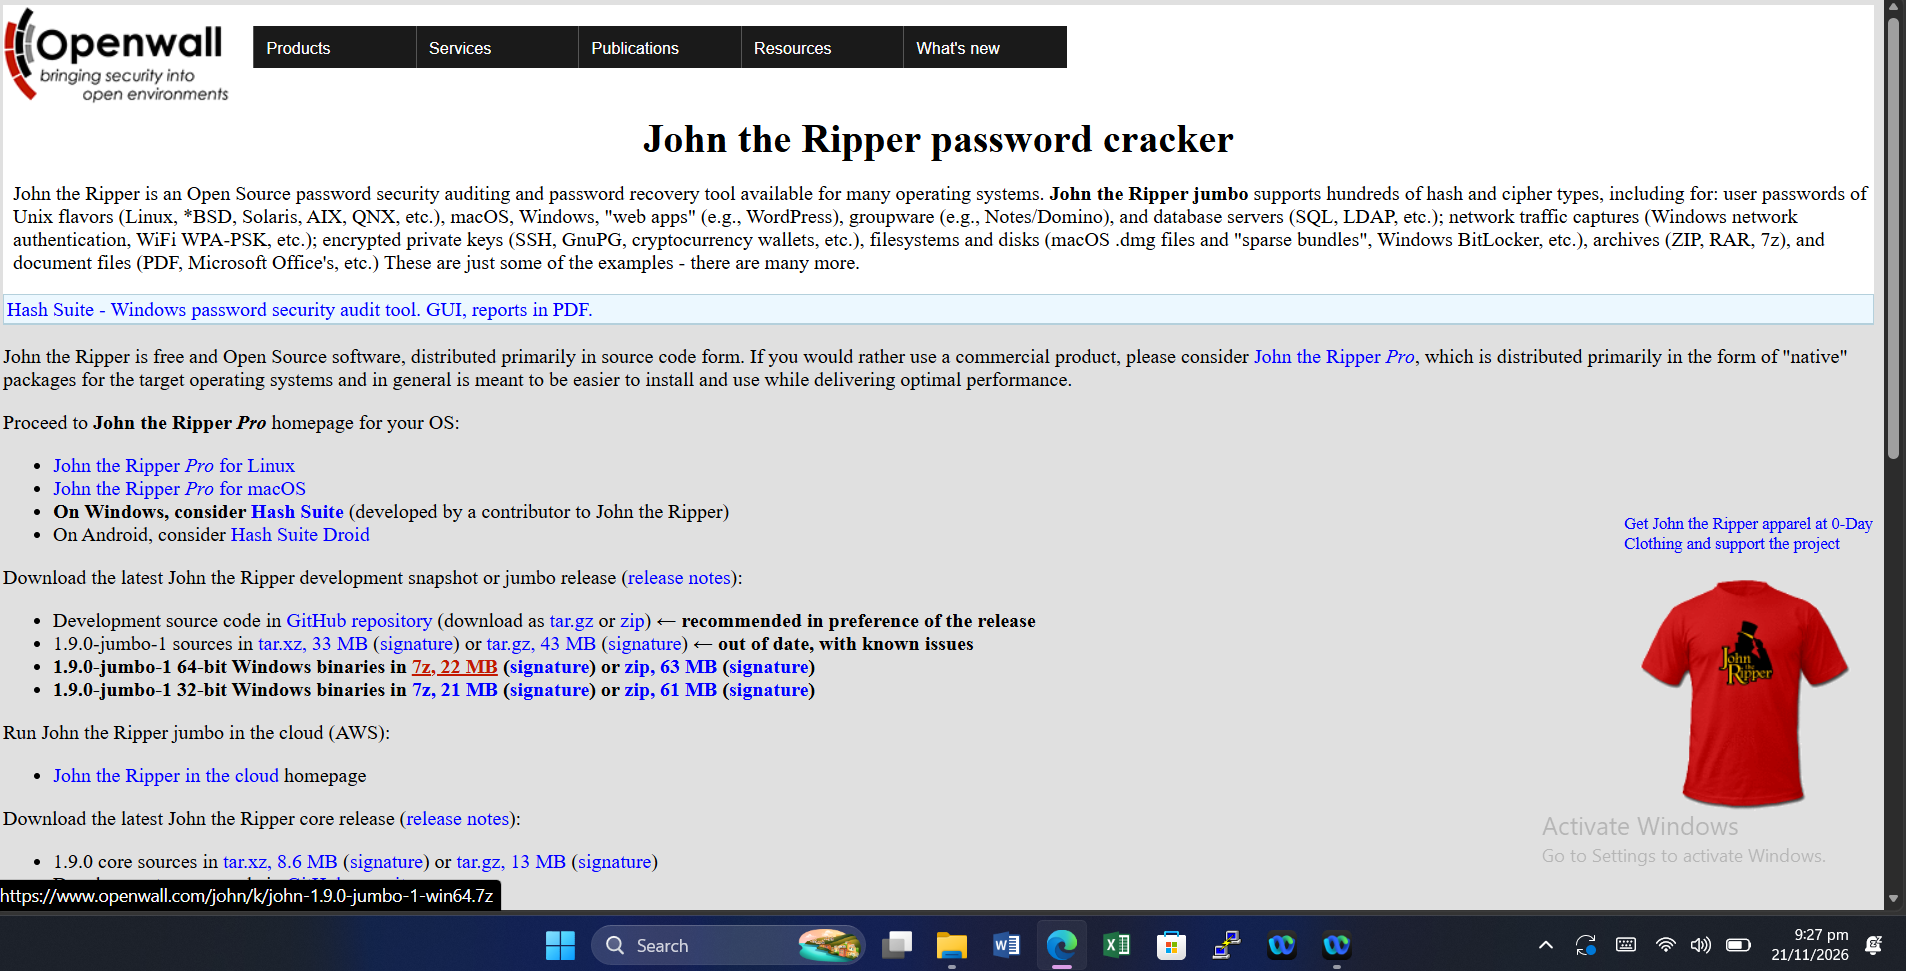 Openwall
bringing security into
open environments
Products
Services
Publications
Resources
What's new
John the Ripper password cracker
John the Ripper is an Open Source password security auditing and password recovery tool available for many operating systems. John the Ripper jumbo supports hundreds of hash and cipher types, including for: user passwords of
Unix flavors (Linux, *BSD, Solaris, AIX, QNX, etc.), macOS, Windows, "web apps" (e.g., WordPress), groupware (e.g., Notes/Domino), and database servers (SQL, LDAP, etc.); network traffic captures (Windows network
authentication, WiFi WPA-PSK, etc.); encrypted private keys (SSH, GnuPG, cryptocurrency wallets, etc.), filesystems and disks (macOS .dmg files and "sparse bundles", Windows BitLocker, etc.), archives (ZIP, RAR, 7z), and
document files (PDF, Microsoft Office's, etc.) These are just some of the examples - there are many more.
Hash Suite - Windows password security audit tool. GUI, reports in PDF.
John the Ripper is free and Open Source software, distributed primarily in source code form. If you would rather use a commercial product, please consider John the Ripper Pro, which is distributed primarily in the form of "native"
packages for the target operating systems and in general is meant to be easier to install and use while delivering optimal performance.
Proceed to John the Ripper Pro homepage for your OS:
• John the Ripper Pro for Linux
• John the Ripper Pro for macOS
• On Windows, consider Hash Suite (developed by a contributor to John the Ripper)
• On Android, consider Hash Suite Droid
Get John the Ripper apparel at 0-Day
Clothing and support the project
Download the latest John the Ripper development snapshot or jumbo release (release notes):
• Development source code in GitHub repository (download as tar.gz or zip) ← recommended in preference of the release
• 1.9.0-jumbo-1 sources in tar.xz, 33 MB (signature) or tar.gz, 43 MB (signature) ← out of date, with known issues
• 1.9.0-jumbo-1 64-bit Windows binaries in 7z, 22 MB (signature) or zip, 63 MB (signature)
• 1.9.0-jumbo-1 32-bit Windows binaries in 7z, 21 MB (signature) or zip, 61 MB (signature)
John
the
Ripper
Run John the Ripper jumbo in the cloud (AWS):
• John the Ripper in the cloud homepage
Download the latest John the Ripper core release (release notes):
• 1.9.0 core sources in tar.xz, 8.6 MB (signature) or tar.gz, 13 MB (signature)
Activate Windows
Go to Settings to activate Windows.
https://www.openwall.com/john/k/john-1.9.0-jumbo-1-win64.7z
Search
9:27 pm
21/11/2026